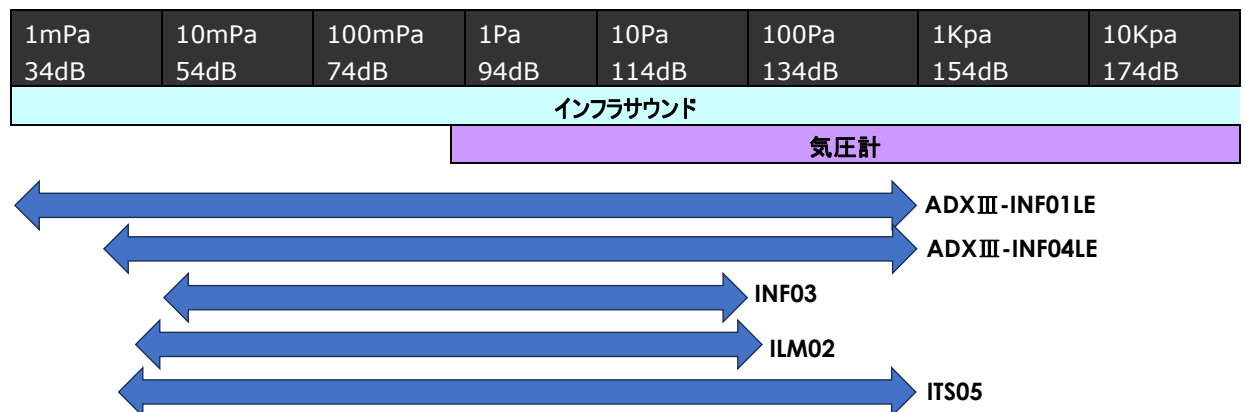 1mPa 10mPa 100mPa 1Pa 10Pa 100Pa 1Kpa 10Kpa
34dB 54dB 74dB 94dB 114dB 134dB 154dB 174dB
インフラサウンド
気圧計
ADXⅢ-INF01LE
ADXⅢ-INF04LE
INF03
ILM02
ITS05